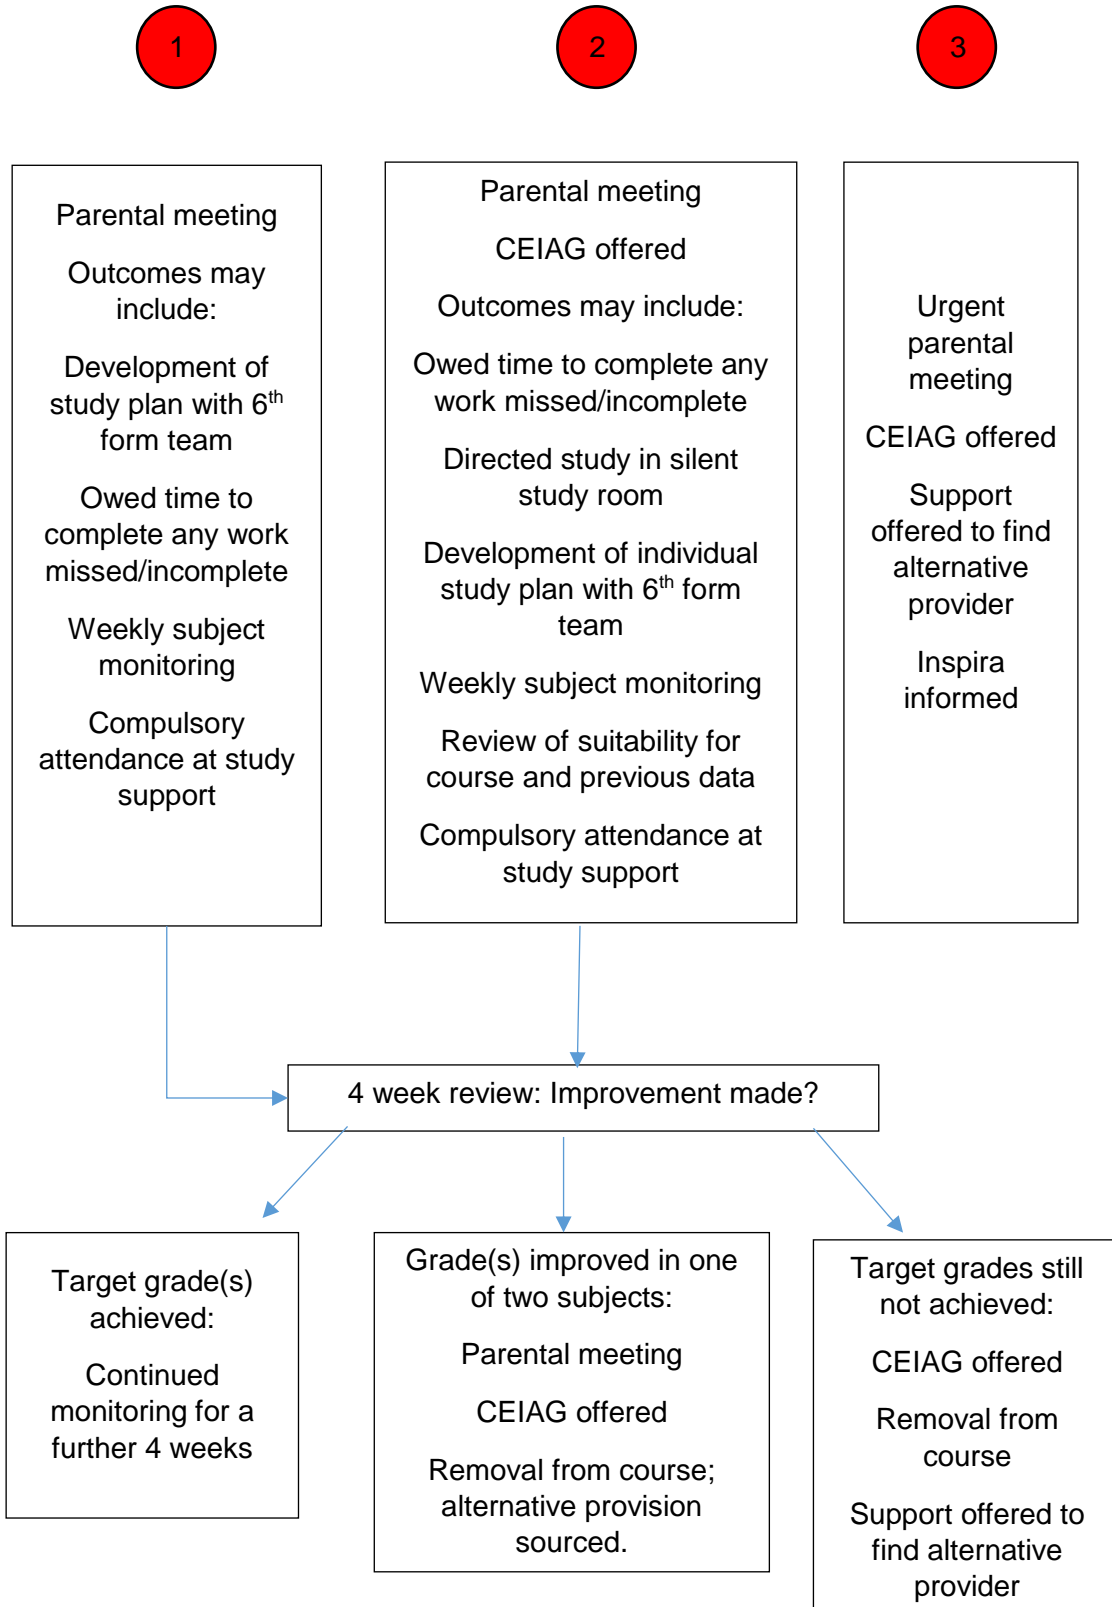 1
2
3
Parental meeting
Outcomes may
include:
Development of
study plan with 6th
form team
Owed time to
complete any work
missed/incomplete
Weekly subject
monitoring
Compulsory
attendance at study
support
Parental meeting
CEIAG offered
Outcomes may include:
Owed time to complete any
work missed/incomplete
Directed study in silent
study room
Development of individual
study plan with 6th form
team
Weekly subject monitoring
Review of suitability for
course and previous data
Compulsory attendance at
study support
Urgent
parental
meeting
CEIAG offered
Support
offered to find
alternative
provider
Inspira
informed
4 week review: Improvement made?
Target grade(s)
achieved:
Continued
monitoring for a
further 4 weeks
Grade(s) improved in one
of two subjects:
Parental meeting
CEIAG offered
Removal from course;
alternative provision
sourced.
Target grades still
not achieved:
CEIAG offered
Removal from
course
Support offered to
find alternative
provider